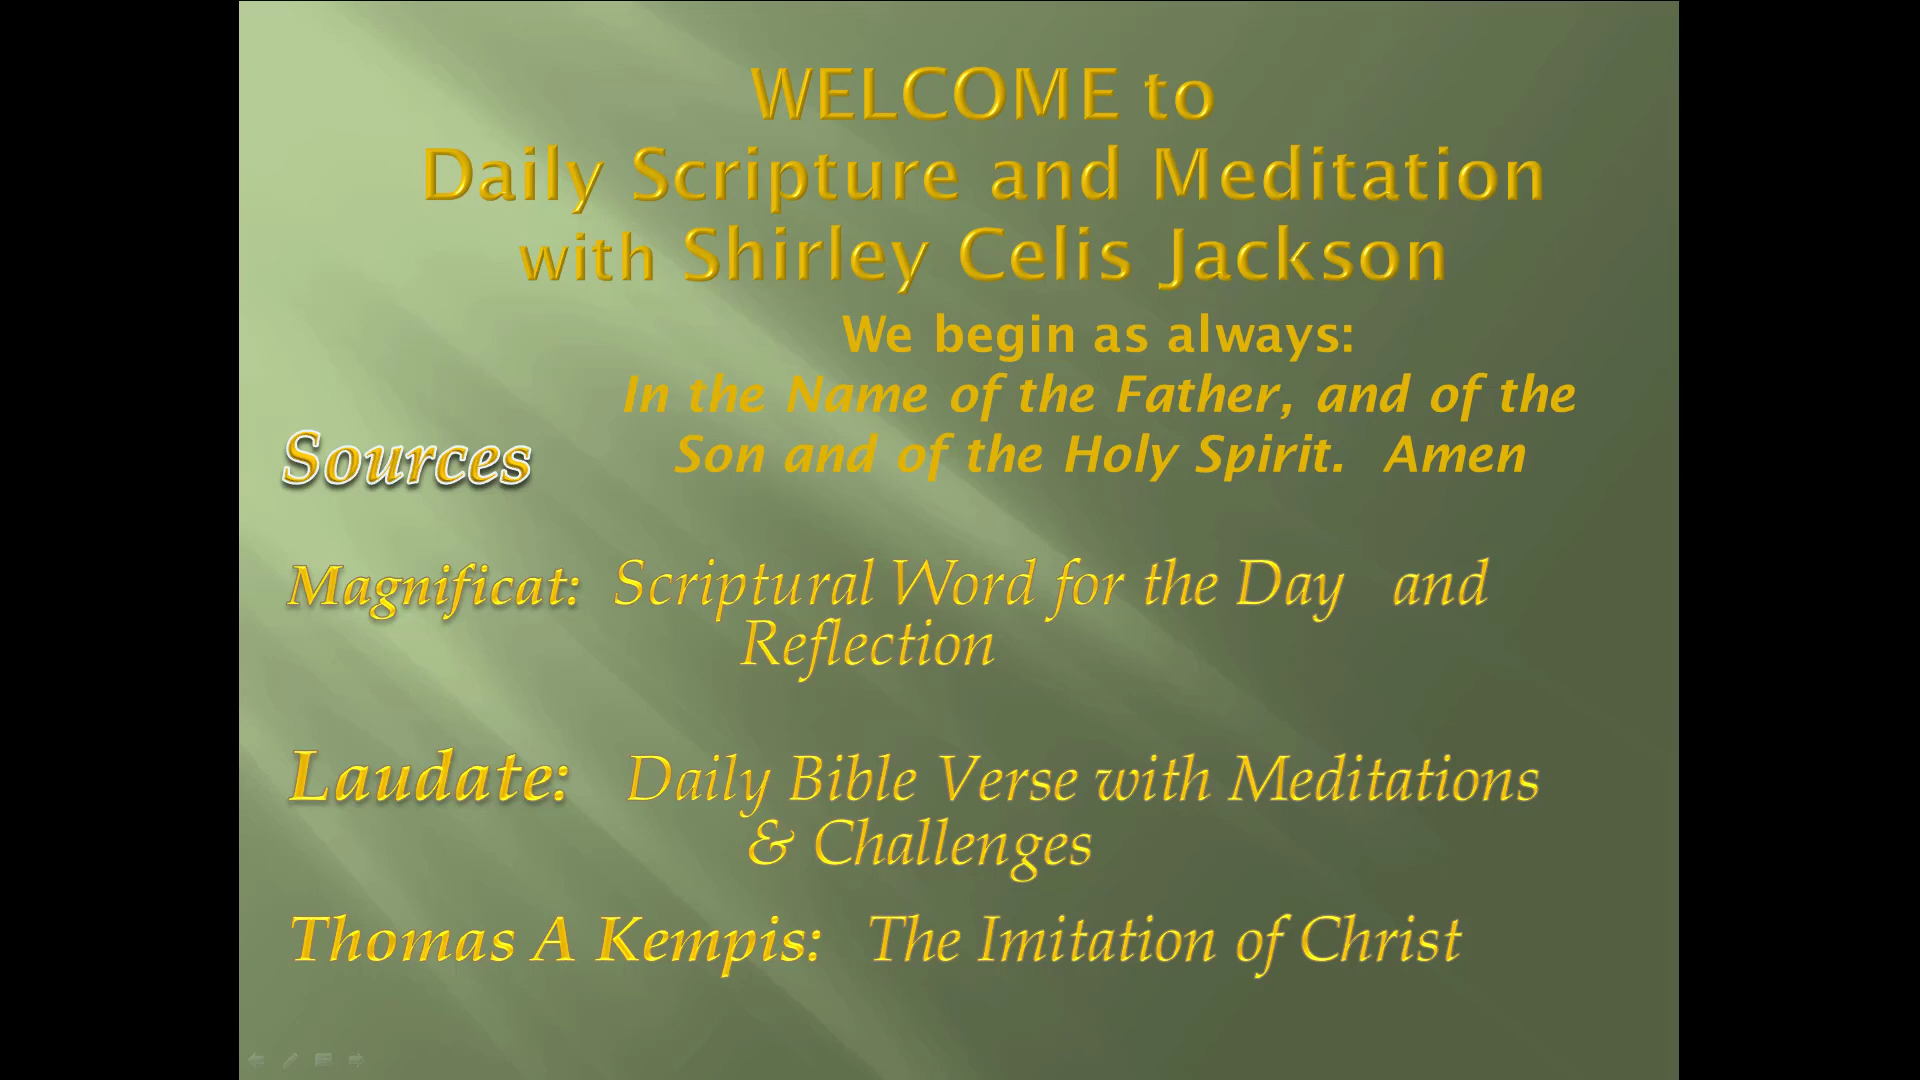 WELCOME to
Daily Scripture and Meditation
with Shirley Celis Jackson
We begin as always:
In the Name of the Father, and of the
Son and of the Holy Spirit. Amen
Sources
Magnificat: Scriptural Word for the Day and
Reflection
Laudate: Daily Bible Verse with Meditations
& Challenges
Thomas A Kempis: The Imitation of Christ